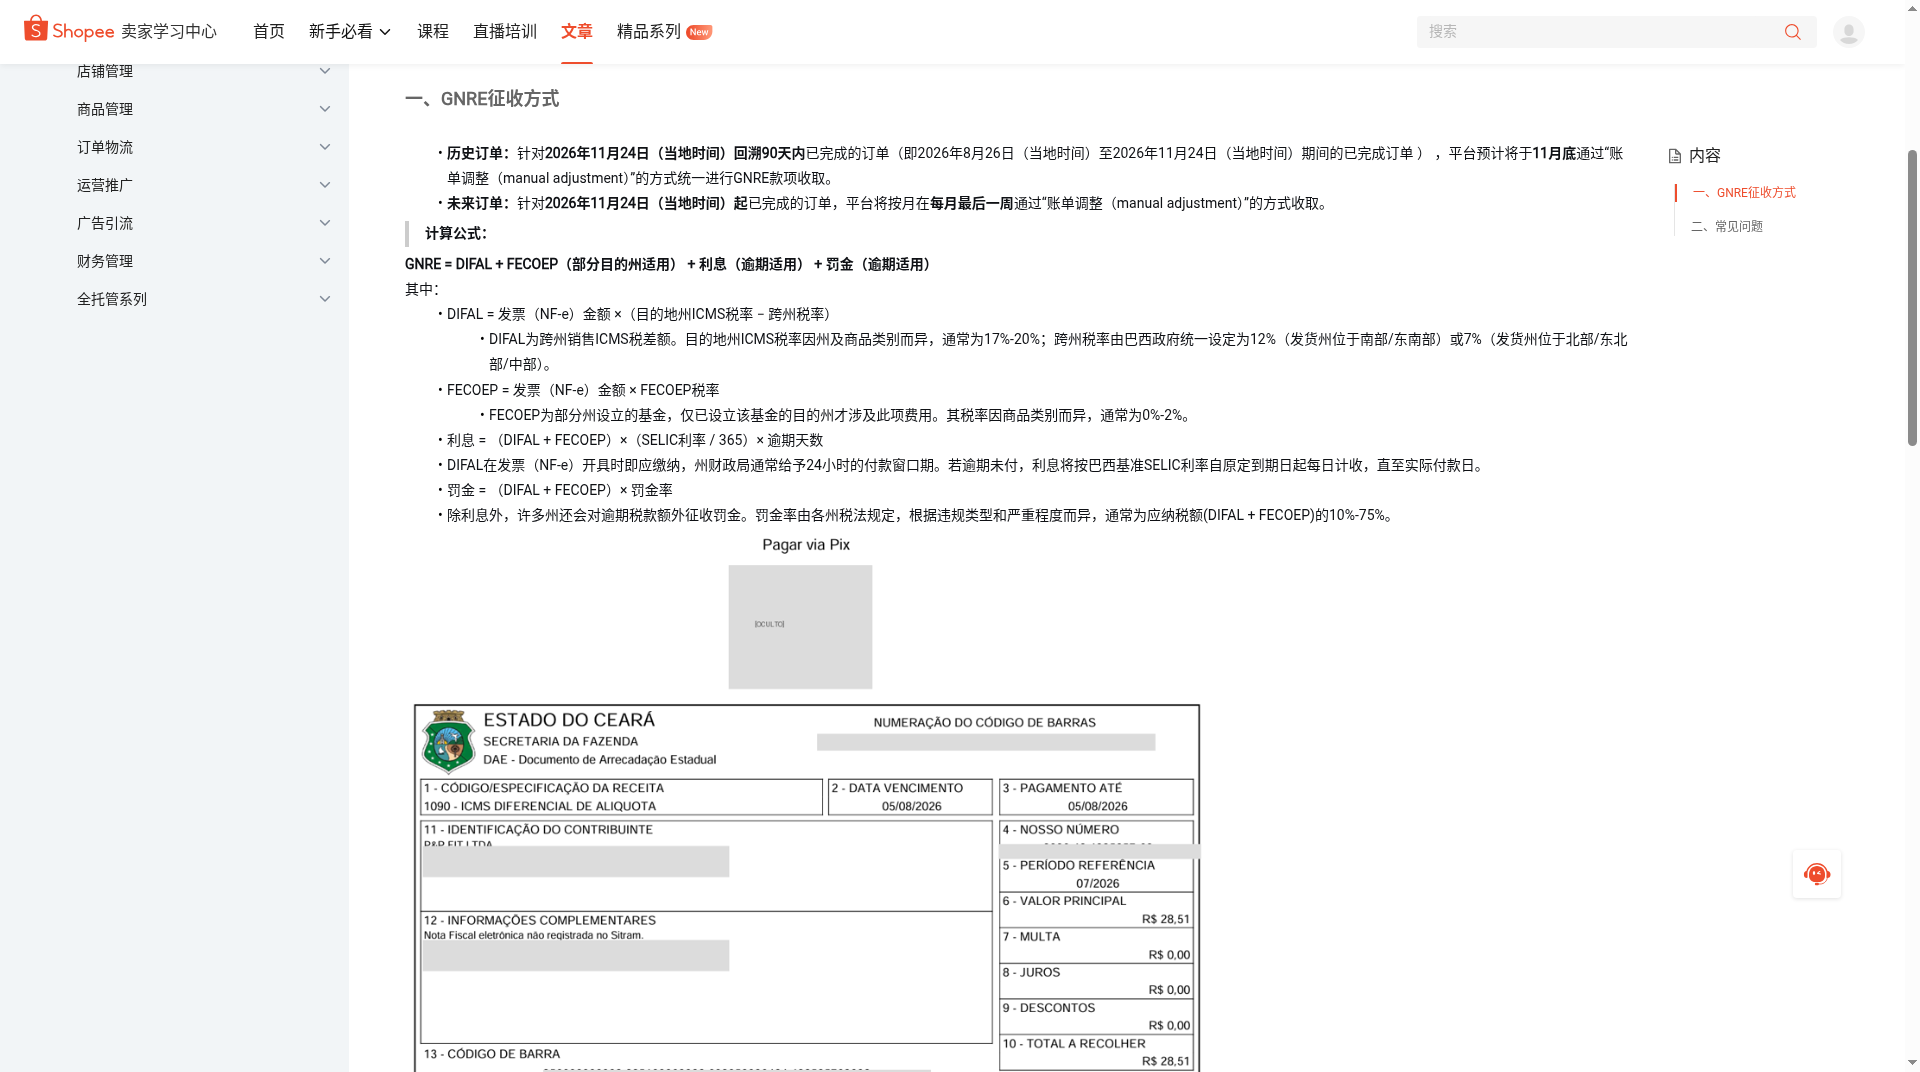 Shopee 卖家学习中心 首页 新手必看 课程 直播培训 文章 精品系列 New 搜索
店铺管理
商品管理
订单物流
运营推广
广告引流
财务管理
全托管系列
一、GNRE征收方式
• 历史订单：针对2026年11月24日（当地时间）回溯90天内已完成的订单（即2026年8月26日（当地时间）至2026年11月24日（当地时间）期间的已完成订单 ），平台预计将于11月底通过“账
单调整（manual adjustment）”的方式统一进行GNRE款项收取。
• 未来订单：针对2026年11月24日（当地时间）起已完成的订单，平台将按月在每月最后一周通过“账单调整（manual adjustment）”的方式收取。
计算公式：
GNRE = DIFAL + FECOEP（部分目的州适用） + 利息（逾期适用） + 罚金（逾期适用）
其中：
• DIFAL = 发票（NF-e）金额 ×（目的地州ICMS税率 − 跨州税率）
• DIFAL为跨州销售ICMS税差额。目的地州ICMS税率因州及商品类别而异，通常为17%-20%；跨州税率由巴西政府统一设定为12%（发货州位于南部/东南部）或7%（发货州位于北部/东北
部/中部）。
• FECOEP = 发票（NF-e）金额 × FECOEP税率
• FECOEP为部分州设立的基金，仅已设立该基金的目的州才涉及此项费用。其税率因商品类别而异，通常为0%-2%。
• 利息 = （DIFAL + FECOEP）×（SELIC利率 / 365）× 逾期天数
• DIFAL在发票（NF-e）开具时即应缴纳，州财政局通常给予24小时的付款窗口期。若逾期未付，利息将按巴西基准SELIC利率自原定到期日起每日计收，直至实际付款日。
• 罚金 = （DIFAL + FECOEP）× 罚金率
• 除利息外，许多州还会对逾期税款额外征收罚金。罚金率由各州税法规定，根据违规类型和严重程度而异，通常为应纳税额(DIFAL + FECOEP)的10%-75%。
内容
一、GNRE征收方式
二、常见问题
Pagar via Pix
[OCULTO]
ESTADO DO CEARÁ
SECRETARIA DA FAZENDA
DAE - Documento de Arrecadação Estadual
NUMERAÇÃO DO CÓDIGO DE BARRAS
1 - CÓDIGO/ESPECIFICAÇÃO DA RECEITA
1090 - ICMS DIFERENCIAL DE ALIQUOTA
2 - DATA VENCIMENTO
05/08/2026
3 - PAGAMENTO ATÉ
05/08/2026
11 - IDENTIFICAÇÃO DO CONTRIBUINTE
P&P FIT LTDA
12 - INFORMAÇÕES COMPLEMENTARES
Nota Fiscal eletrônica não registrada no Sitram.
13 - CÓDIGO DE BARRA
4 - NOSSO NÚMERO
5 - PERÍODO REFERÊNCIA
07/2026
6 - VALOR PRINCIPAL
R$ 28,51
7 - MULTA
R$ 0,00
8 - JUROS
R$ 0,00
9 - DESCONTOS
R$ 0,00
10 - TOTAL A RECOLHER
R$ 28,51